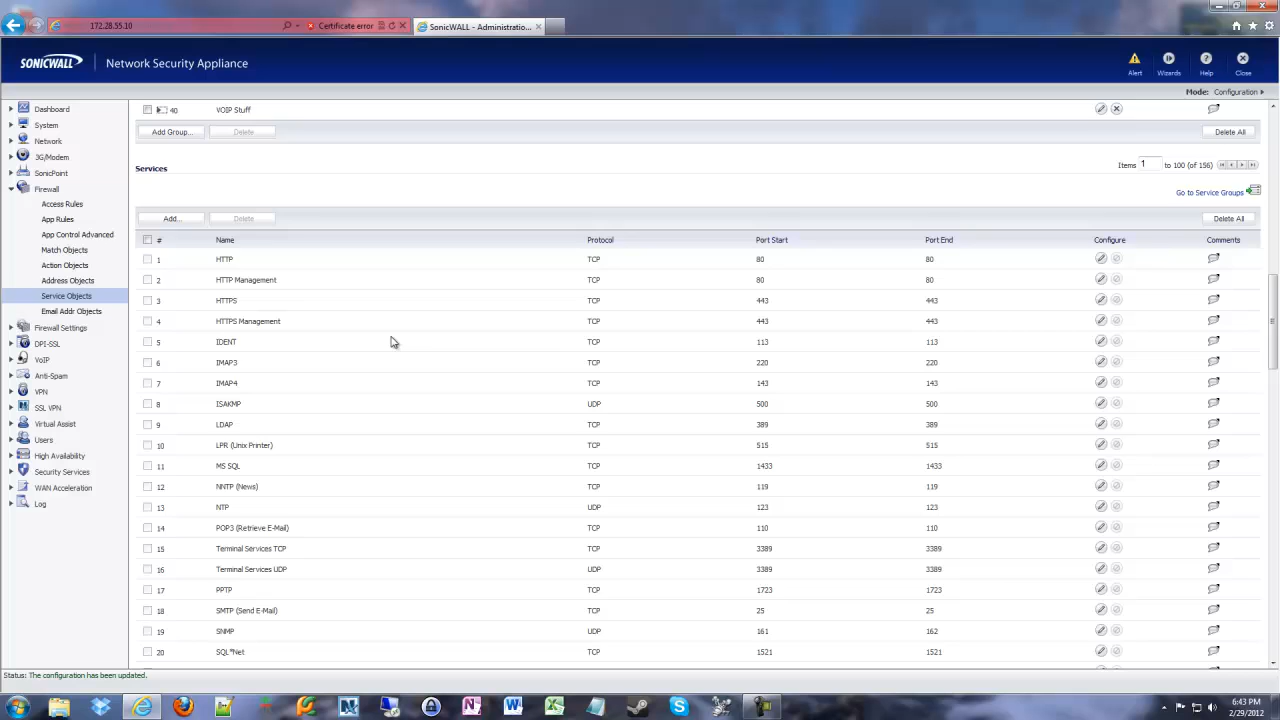 172.28.55.10
Certificate error
SonicWALL - Administratio...
SONICWALL Network Security Appliance
Alert Wizards Help Close
Mode: Configuration
Dashboard
System
Network
3G/Modem
SonicPoint
Firewall
Access Rules
App Rules
App Control Advanced
Match Objects
Action Objects
Address Objects
Service Objects
Email Addr Objects
Firewall Settings
DPI-SSL
VoIP
Anti-Spam
VPN
SSL VPN
Virtual Assist
Users
High Availability
Security Services
WAN Acceleration
Log
40 VOIP Stuff
Add Group... Delete Delete All
Services Items 1 to 100 (of 156)
Go to Service Groups
Add... Delete Delete All
# Name Protocol Port Start Port End Configure Comments
1 HTTP TCP 80 80
2 HTTP Management TCP 80 80
3 HTTPS TCP 443 443
4 HTTPS Management TCP 443 443
5 IDENT TCP 113 113
6 IMAP3 TCP 220 220
7 IMAP4 TCP 143 143
8 ISAKMP UDP 500 500
9 LDAP TCP 389 389
10 LPR (Unix Printer) TCP 515 515
11 MS SQL TCP 1433 1433
12 NNTP (News) TCP 119 119
13 NTP UDP 123 123
14 POP3 (Retrieve E-Mail) TCP 110 110
15 Terminal Services TCP TCP 3389 3389
16 Terminal Services UDP UDP 3389 3389
17 PPTP TCP 1723 1723
18 SMTP (Send E-Mail) TCP 25 25
19 SNMP UDP 161 162
20 SQL*Net TCP 1521 1521
Status: The configuration has been updated.
6:43 PM
2/29/2012